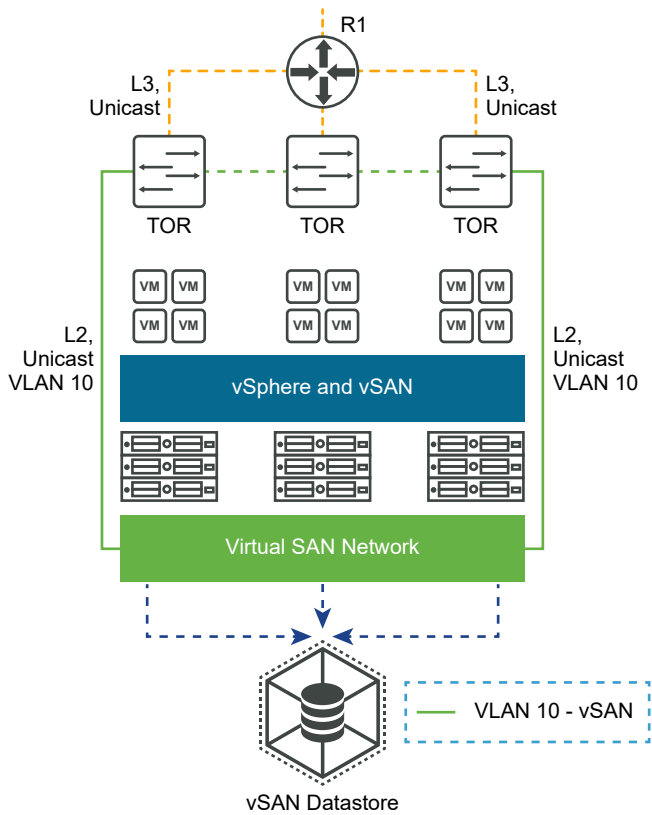 R1
L3,
Unicast
L3,
Unicast
TOR
TOR
TOR
VM VM
VM VM
VM VM
VM VM
VM VM
VM VM
L2,
Unicast
VLAN 10
L2,
Unicast
VLAN 10
vSphere and vSAN
Virtual SAN Network
VLAN 10 - vSAN
vSAN Datastore